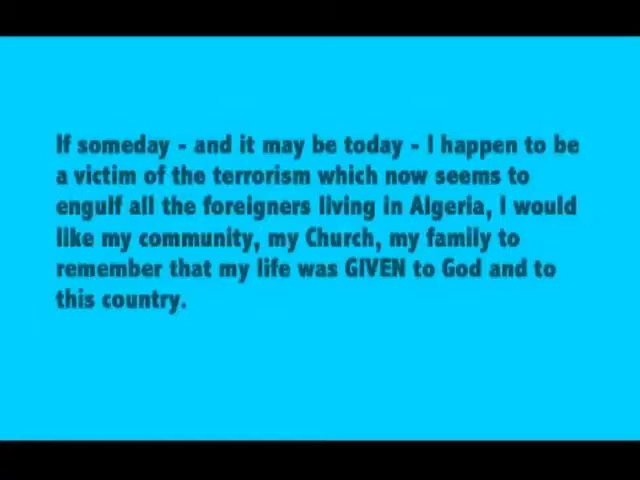 If someday - and it may be today - I happen to be
a victim of the terrorism which now seems to
engulf all the foreigners living in Algeria, I would
like my community, my Church, my family to
remember that my life was GIVEN to God and to
this country.